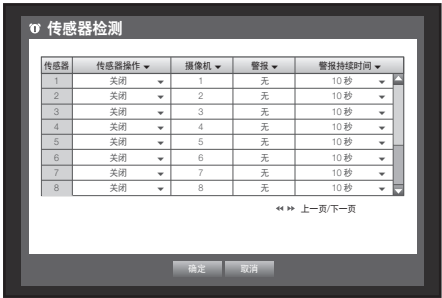 传感器检测
传感器 传感器操作 摄像机 警报 警报持续时间
1 关闭 1 无 10 秒
2 关闭 2 无 10 秒
3 关闭 3 无 10 秒
4 关闭 4 无 10 秒
5 关闭 5 无 10 秒
6 关闭 6 无 10 秒
7 关闭 7 无 10 秒
8 关闭 8 无 10 秒
上一页/下一页
确定 取消